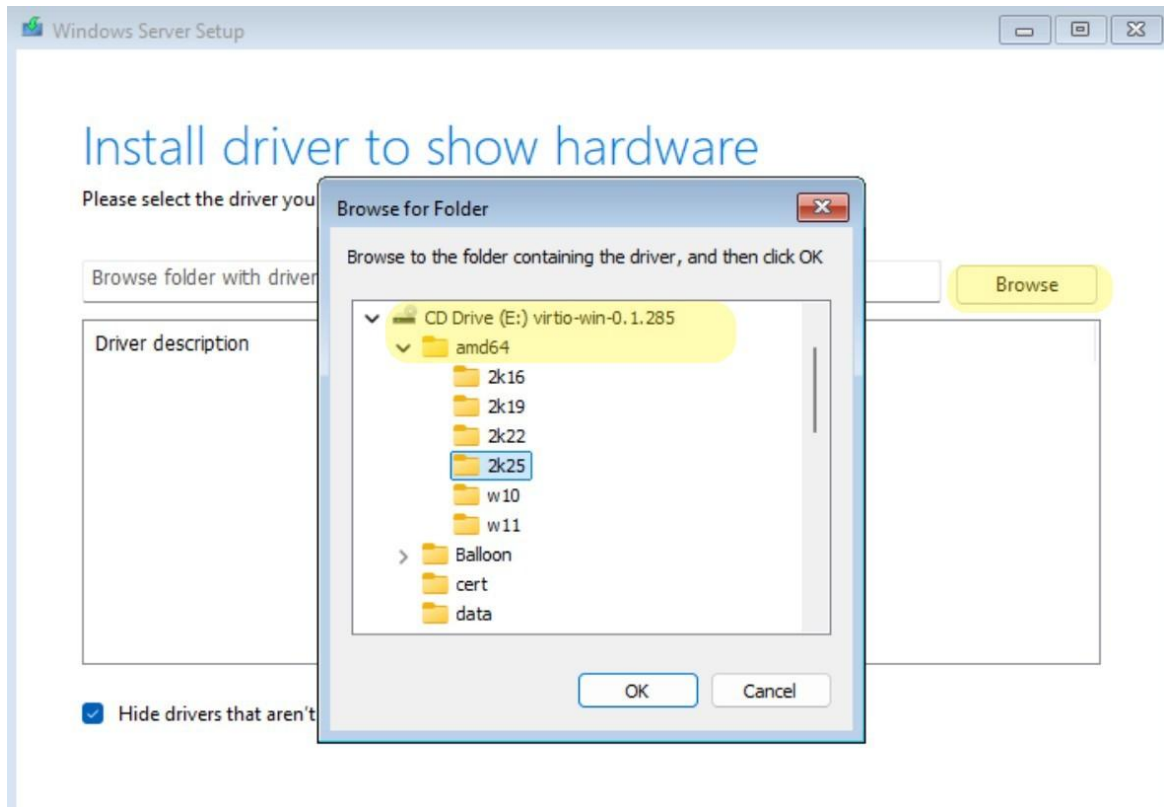 Windows Server Setup
Install driver to show hardware
Please select the driver you
Browse folder with driver
Browse
Driver description
Hide drivers that aren't
Browse for Folder
Browse to the folder containing the driver, and then click OK
CD Drive (E:) virtio-win-0.1.285
amd64
2k16
2k19
2k22
2k25
w10
w11
Balloon
cert
data
OK
Cancel